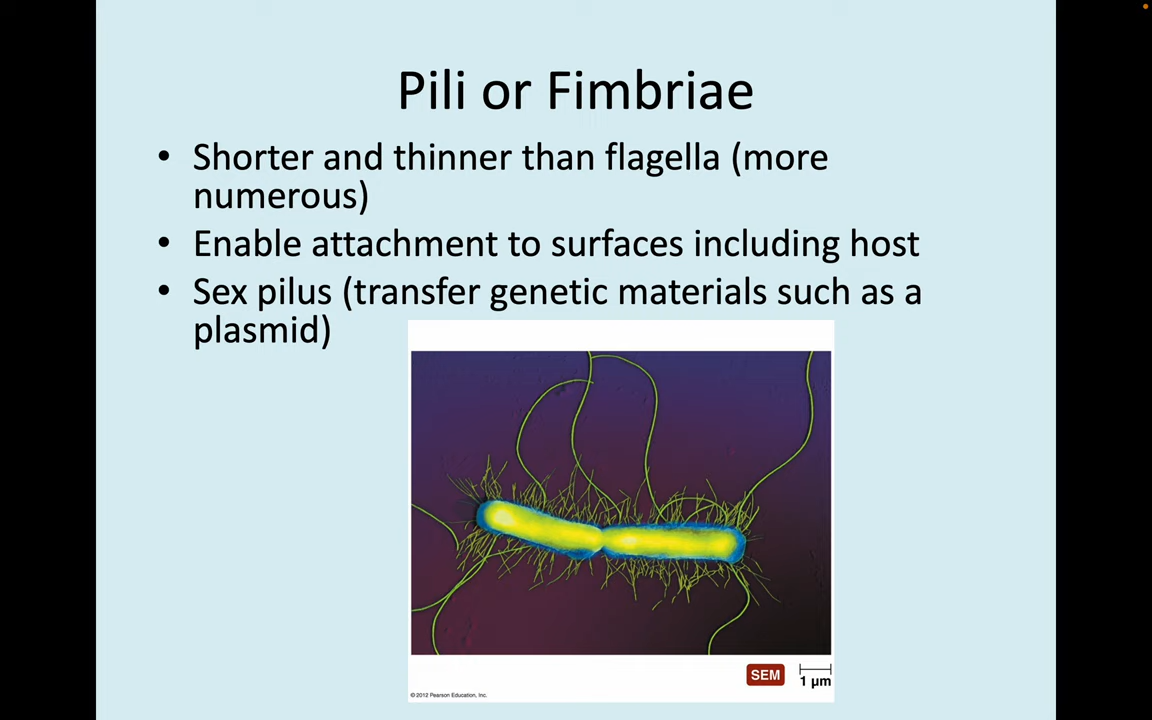 Pili or Fimbriae
• Shorter and thinner than flagella (more
numerous)
• Enable attachment to surfaces including host
• Sex pilus (transfer genetic materials such as a
plasmid)
SEM
1 µm
© 2012 Pearson Education, Inc.